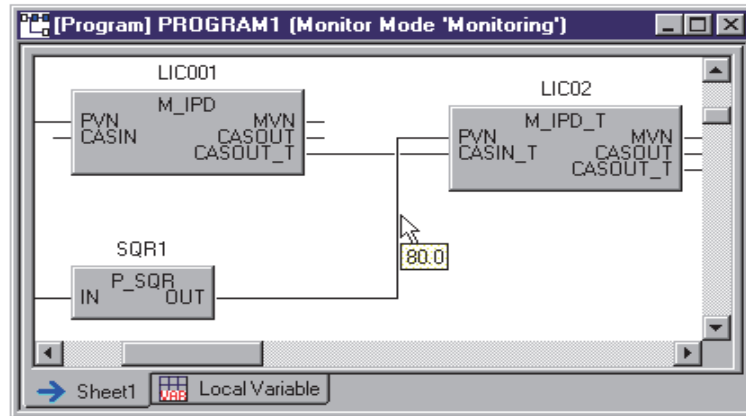 [Program] PROGRAM1 (Monitor Mode 'Monitoring')
LIC001
M_IPD
PVN
MVN
CASIN
CASOUT
CASOUT_T
LIC02
M_IPD_T
PVN
MVN
CASIN_T
CASOUT
CASOUT_T
80.0
SQR1
P_SQR
IN
OUT
Sheet1
VAR
Local Variable